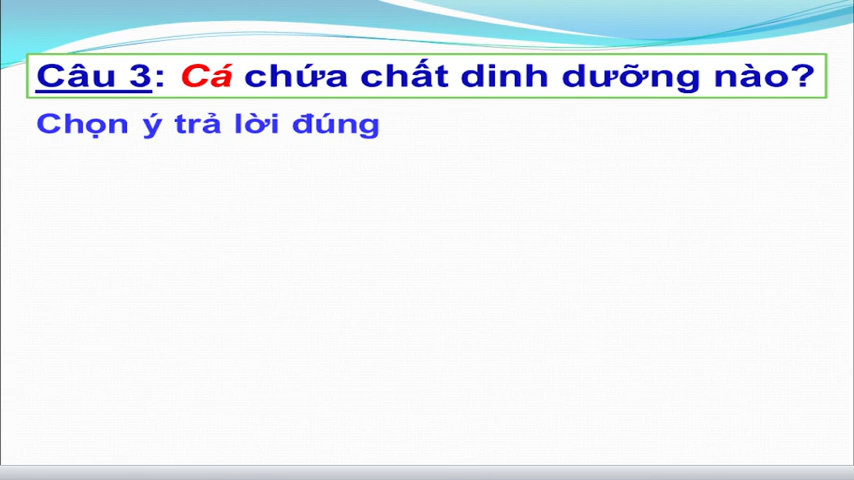 Câu 3: Cá chứa chất dinh dưỡng nào?
Chọn ý trả lời đúng